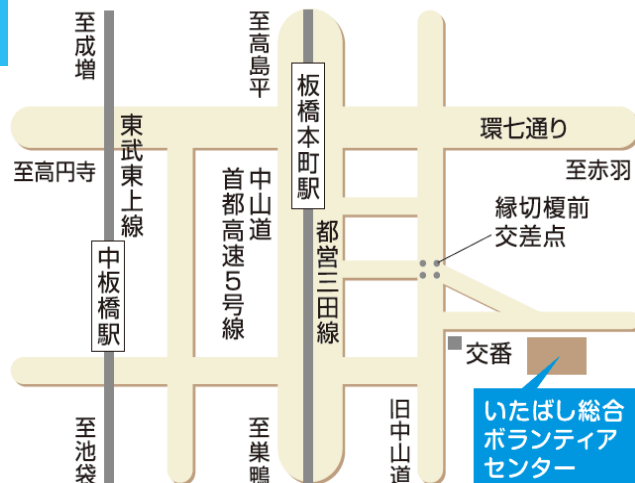 至成増
至高島平
板橋本町駅
環七通り
東武東上線
至高円寺
至赤羽
中山道
首都高速5号線
縁切榎前
交差点
都営三田線
中板橋駅
交番
いたばし総合
ボランティア
センター
旧中山道
至池袋
至巣鴨